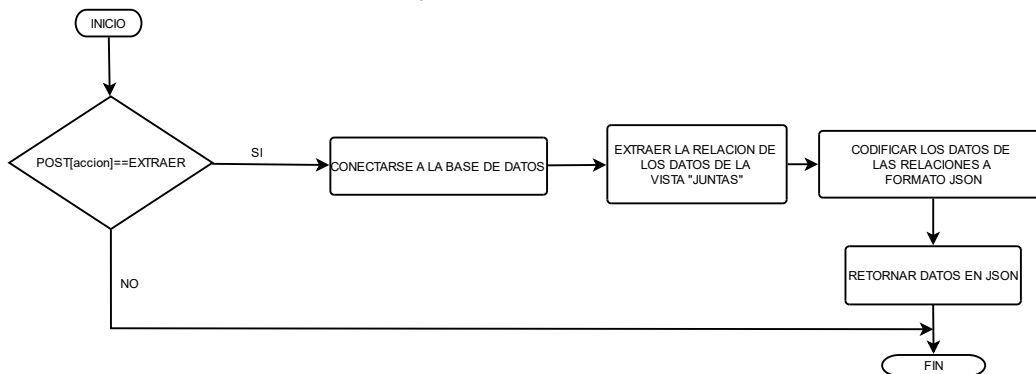 INICIO
POST[accion]==EXTRAER
SI
CONECTARSE A LA BASE DE DATOS
EXTRAER LA RELACION DE
LOS DATOS DE LA
VISTA "JUNTAS"
CODIFICAR LOS DATOS DE
LAS RELACIONES A
FORMATO JSON
RETORNAR DATOS EN JSON
NO
FIN